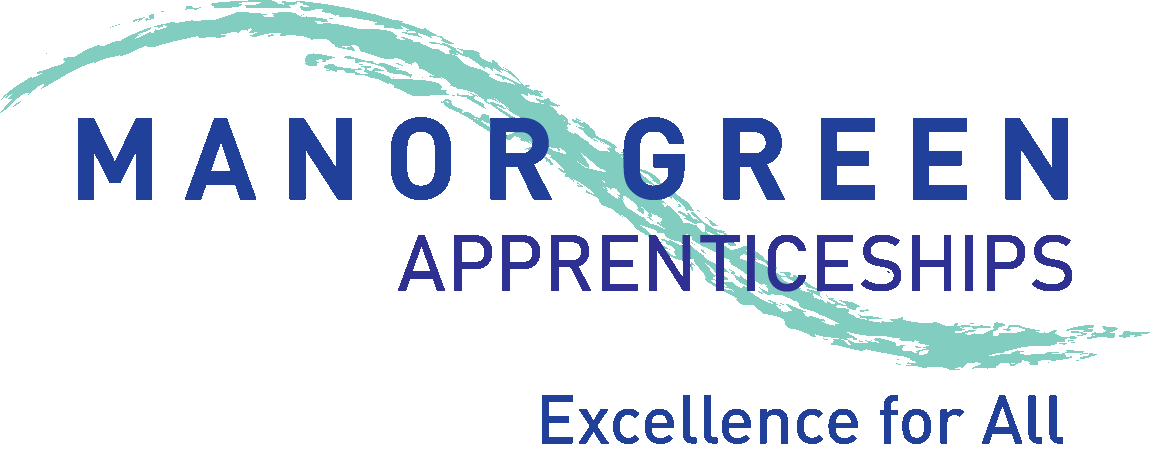 MANOR GREEN
APPRENTICESHIPS
Excellence for All